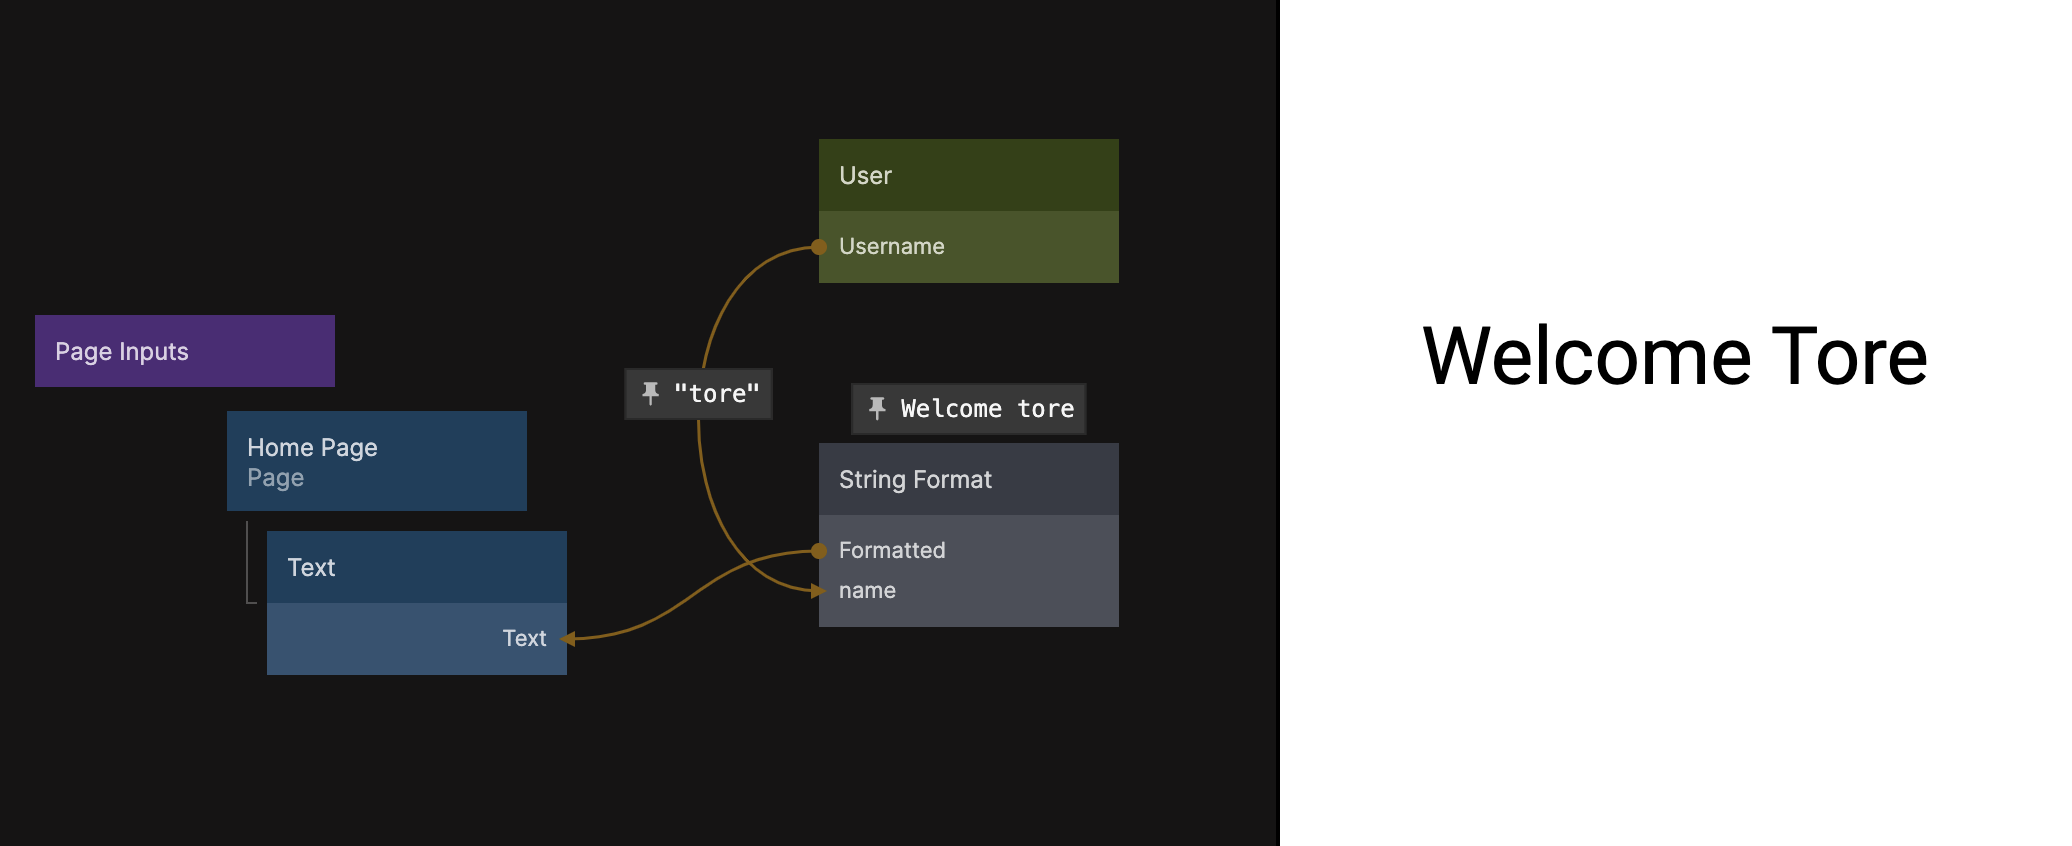 User
Username
Page Inputs
"tore"
Welcome tore
Home Page
Page
String Format
Formatted
name
Text
Text
Welcome Tore